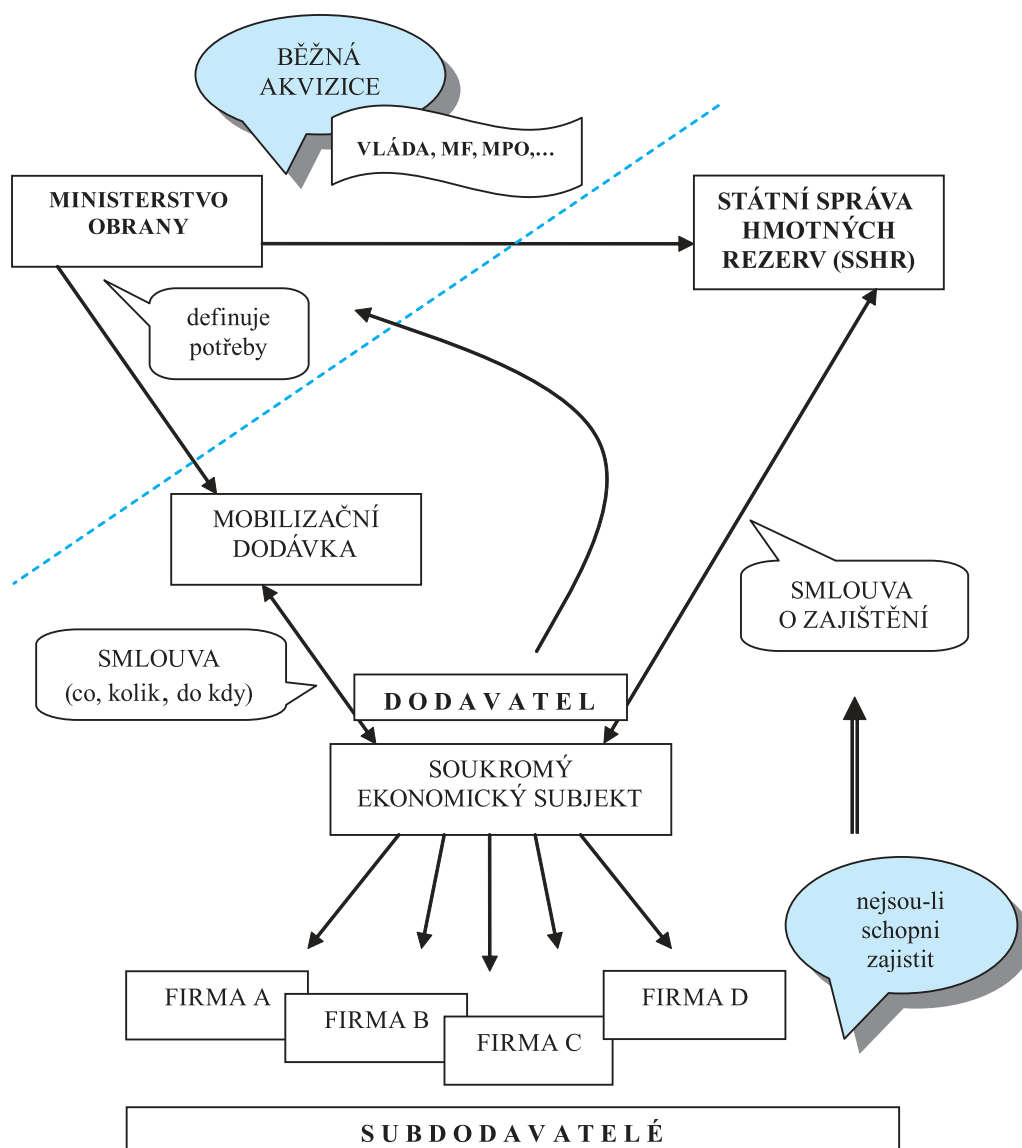 BĚŽNÁ
AKVIZICE
VLÁDA, MF, MPO,...
MINISTERSTVO
OBRANY
STÁTNÍ SPRÁVA
HMOTNÝCH
REZERV (SSHR)
definuje
potřeby
MOBILIZAČNÍ
DODÁVKA
SMLOUVA
O ZAJIŠTĚNÍ
SMLOUVA
(co, kolik, do kdy)
DODAVATEL
SOUKROMÝ
EKONOMICKÝ SUBJEKT
nejsou-li
schopni
zajistit
FIRMA A
FIRMA B
FIRMA C
FIRMA D
SUBDODAVATELÉ